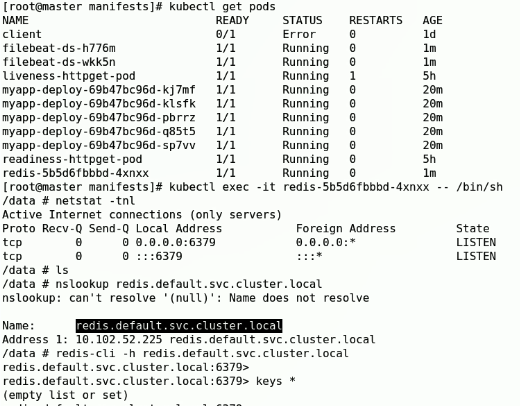 [root@master manifests]# kubectl get pods
NAME READY STATUS RESTARTS AGE
client 0/1 Error 0 1d
filebeat-ds-h776m 1/1 Running 0 1m
filebeat-ds-wkk5n 1/1 Running 0 1m
liveness-httpget-pod 1/1 Running 1 5h
myapp-deploy-69b47bc96d-kj7mf 1/1 Running 0 20m
myapp-deploy-69b47bc96d-klsfk 1/1 Running 0 20m
myapp-deploy-69b47bc96d-pbrrz 1/1 Running 0 20m
myapp-deploy-69b47bc96d-q85t5 1/1 Running 0 20m
myapp-deploy-69b47bc96d-sp7vv 1/1 Running 0 20m
readiness-httpget-pod 1/1 Running 0 5h
redis-5b5d6fbbbd-4xnxx 1/1 Running 0 1m
[root@master manifests]# kubectl exec -it redis-5b5d6fbbbd-4xnxx -- /bin/sh
/data # netstat -tnl
Active Internet connections (only servers)
Proto Recv-Q Send-Q Local Address Foreign Address State
tcp 0 0 0.0.0.0:6379 0.0.0.0:* LISTEN
tcp 0 0 :::6379 :::* LISTEN
/data # ls
/data # nslookup redis.default.svc.cluster.local
nslookup: can't resolve '(null)': Name does not resolve
Name: redis.default.svc.cluster.local
Address 1: 10.102.52.225 redis.default.svc.cluster.local
/data # redis-cli -h redis.default.svc.cluster.local
redis.default.svc.cluster.local:6379>
redis.default.svc.cluster.local:6379> keys *
(empty list or set)